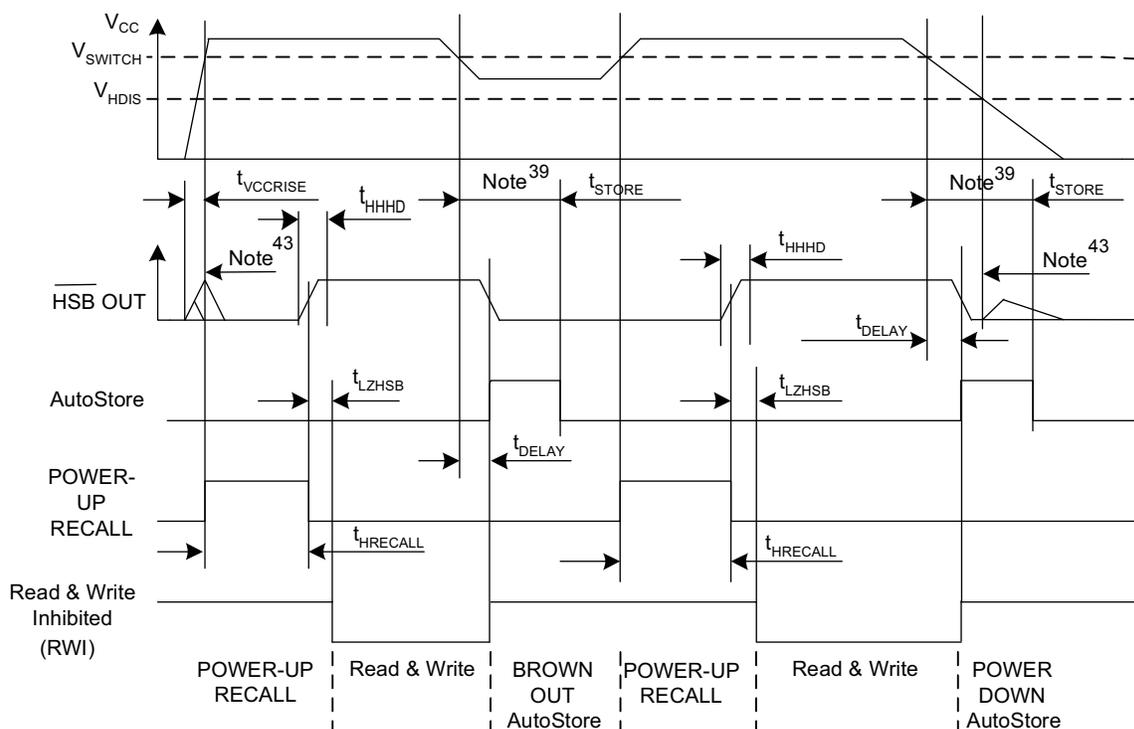 VCC
VSWITCH
VHDIS
tVCCRISE
tHHHD
Note39
tSTORE
Note39
tSTORE
Note43
tHHHD
Note43
HSB OUT
tDELAY
tLZHSB
tLZHSB
AutoStore
tDELAY
POWER-
UP
RECALL
tHRECALL
tHRECALL
Read & Write
Inhibited
(RWI)
POWER-UP
RECALL
Read & Write
BROWN
OUT
AutoStore
POWER-UP
RECALL
Read & Write
POWER
DOWN
AutoStore